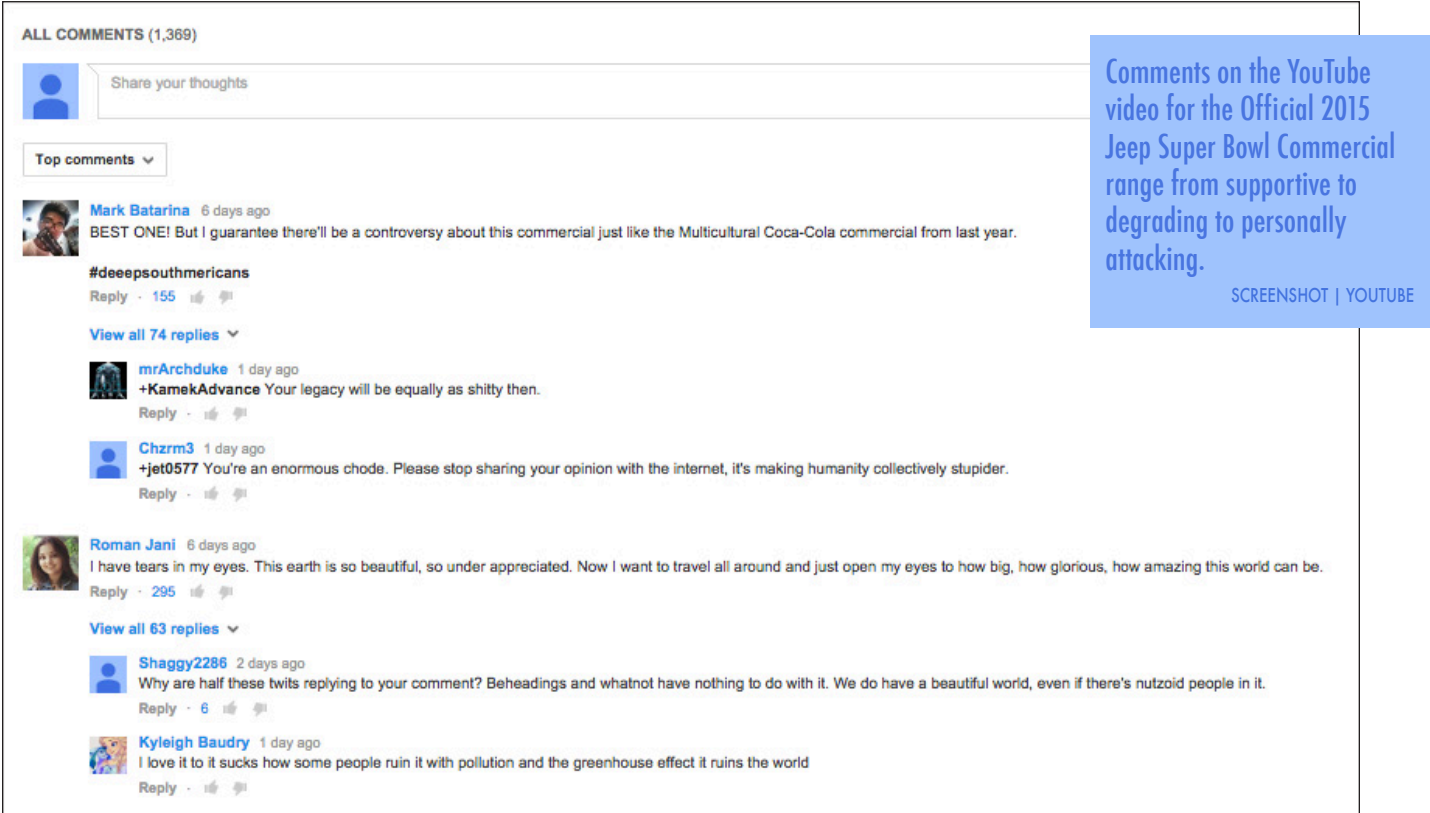 ALL COMMENTS (1,369)
Share your thoughts
Top comments
Comments on the YouTube
video for the Official 2015
Jeep Super Bowl Commercial
range from supportive to
degrading to personally
attacking.
SCREENSHOT | YOUTUBE
Mark Batarina 6 days ago
BEST ONE! But I guarantee there'll be a controversy about this commercial just like the Multicultural Coca-Cola commercial from last year.
#deeepsouthmericans
Reply · 155
View all 74 replies
mrArchduke 1 day ago
+KamekAdvance Your legacy will be equally as shitty then.
Reply ·
Chzrm3 1 day ago
+jet0577 You're an enormous chode. Please stop sharing your opinion with the internet, it's making humanity collectively stupider.
Reply ·
Roman Jani 6 days ago
I have tears in my eyes. This earth is so beautiful, so under appreciated. Now I want to travel all around and just open my eyes to how big, how glorious, how amazing this world can be.
Reply · 295
View all 63 replies
Shaggy2286 2 days ago
Why are half these twits replying to your comment? Beheadings and whatnot have nothing to do with it. We do have a beautiful world, even if there's nutzoid people in it.
Reply · 6
Kyleigh Baudry 1 day ago
I love it to it sucks how some people ruin it with pollution and the greenhouse effect it ruins the world
Reply ·